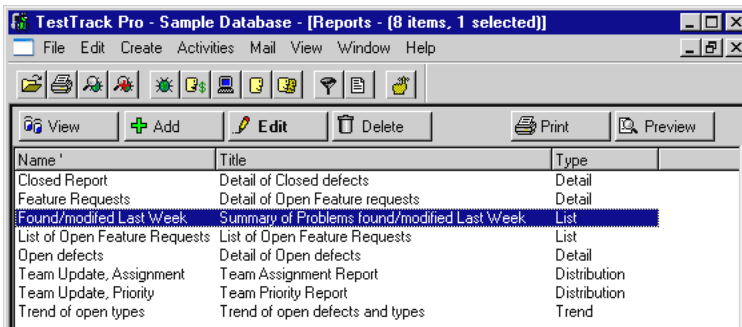 TestTrack Pro - Sample Database - [Reports - (8 items, 1 selected)]
File Edit Create Activities Mail View Window Help
View Add Edit Delete Print Preview
Name ' Title Type
Closed Report Detail of Closed defects Detail
Feature Requests Detail of Open Feature requests Detail
Found/modifed Last Week Summary of Problems found/modified Last Week List
List of Open Feature Requests List of Open Feature Requests List
Open defects Detail of Open defects Detail
Team Update, Assignment Team Assignment Report Distribution
Team Update, Priority Team Priority Report Distribution
Trend of open types Trend of open defects and types Trend